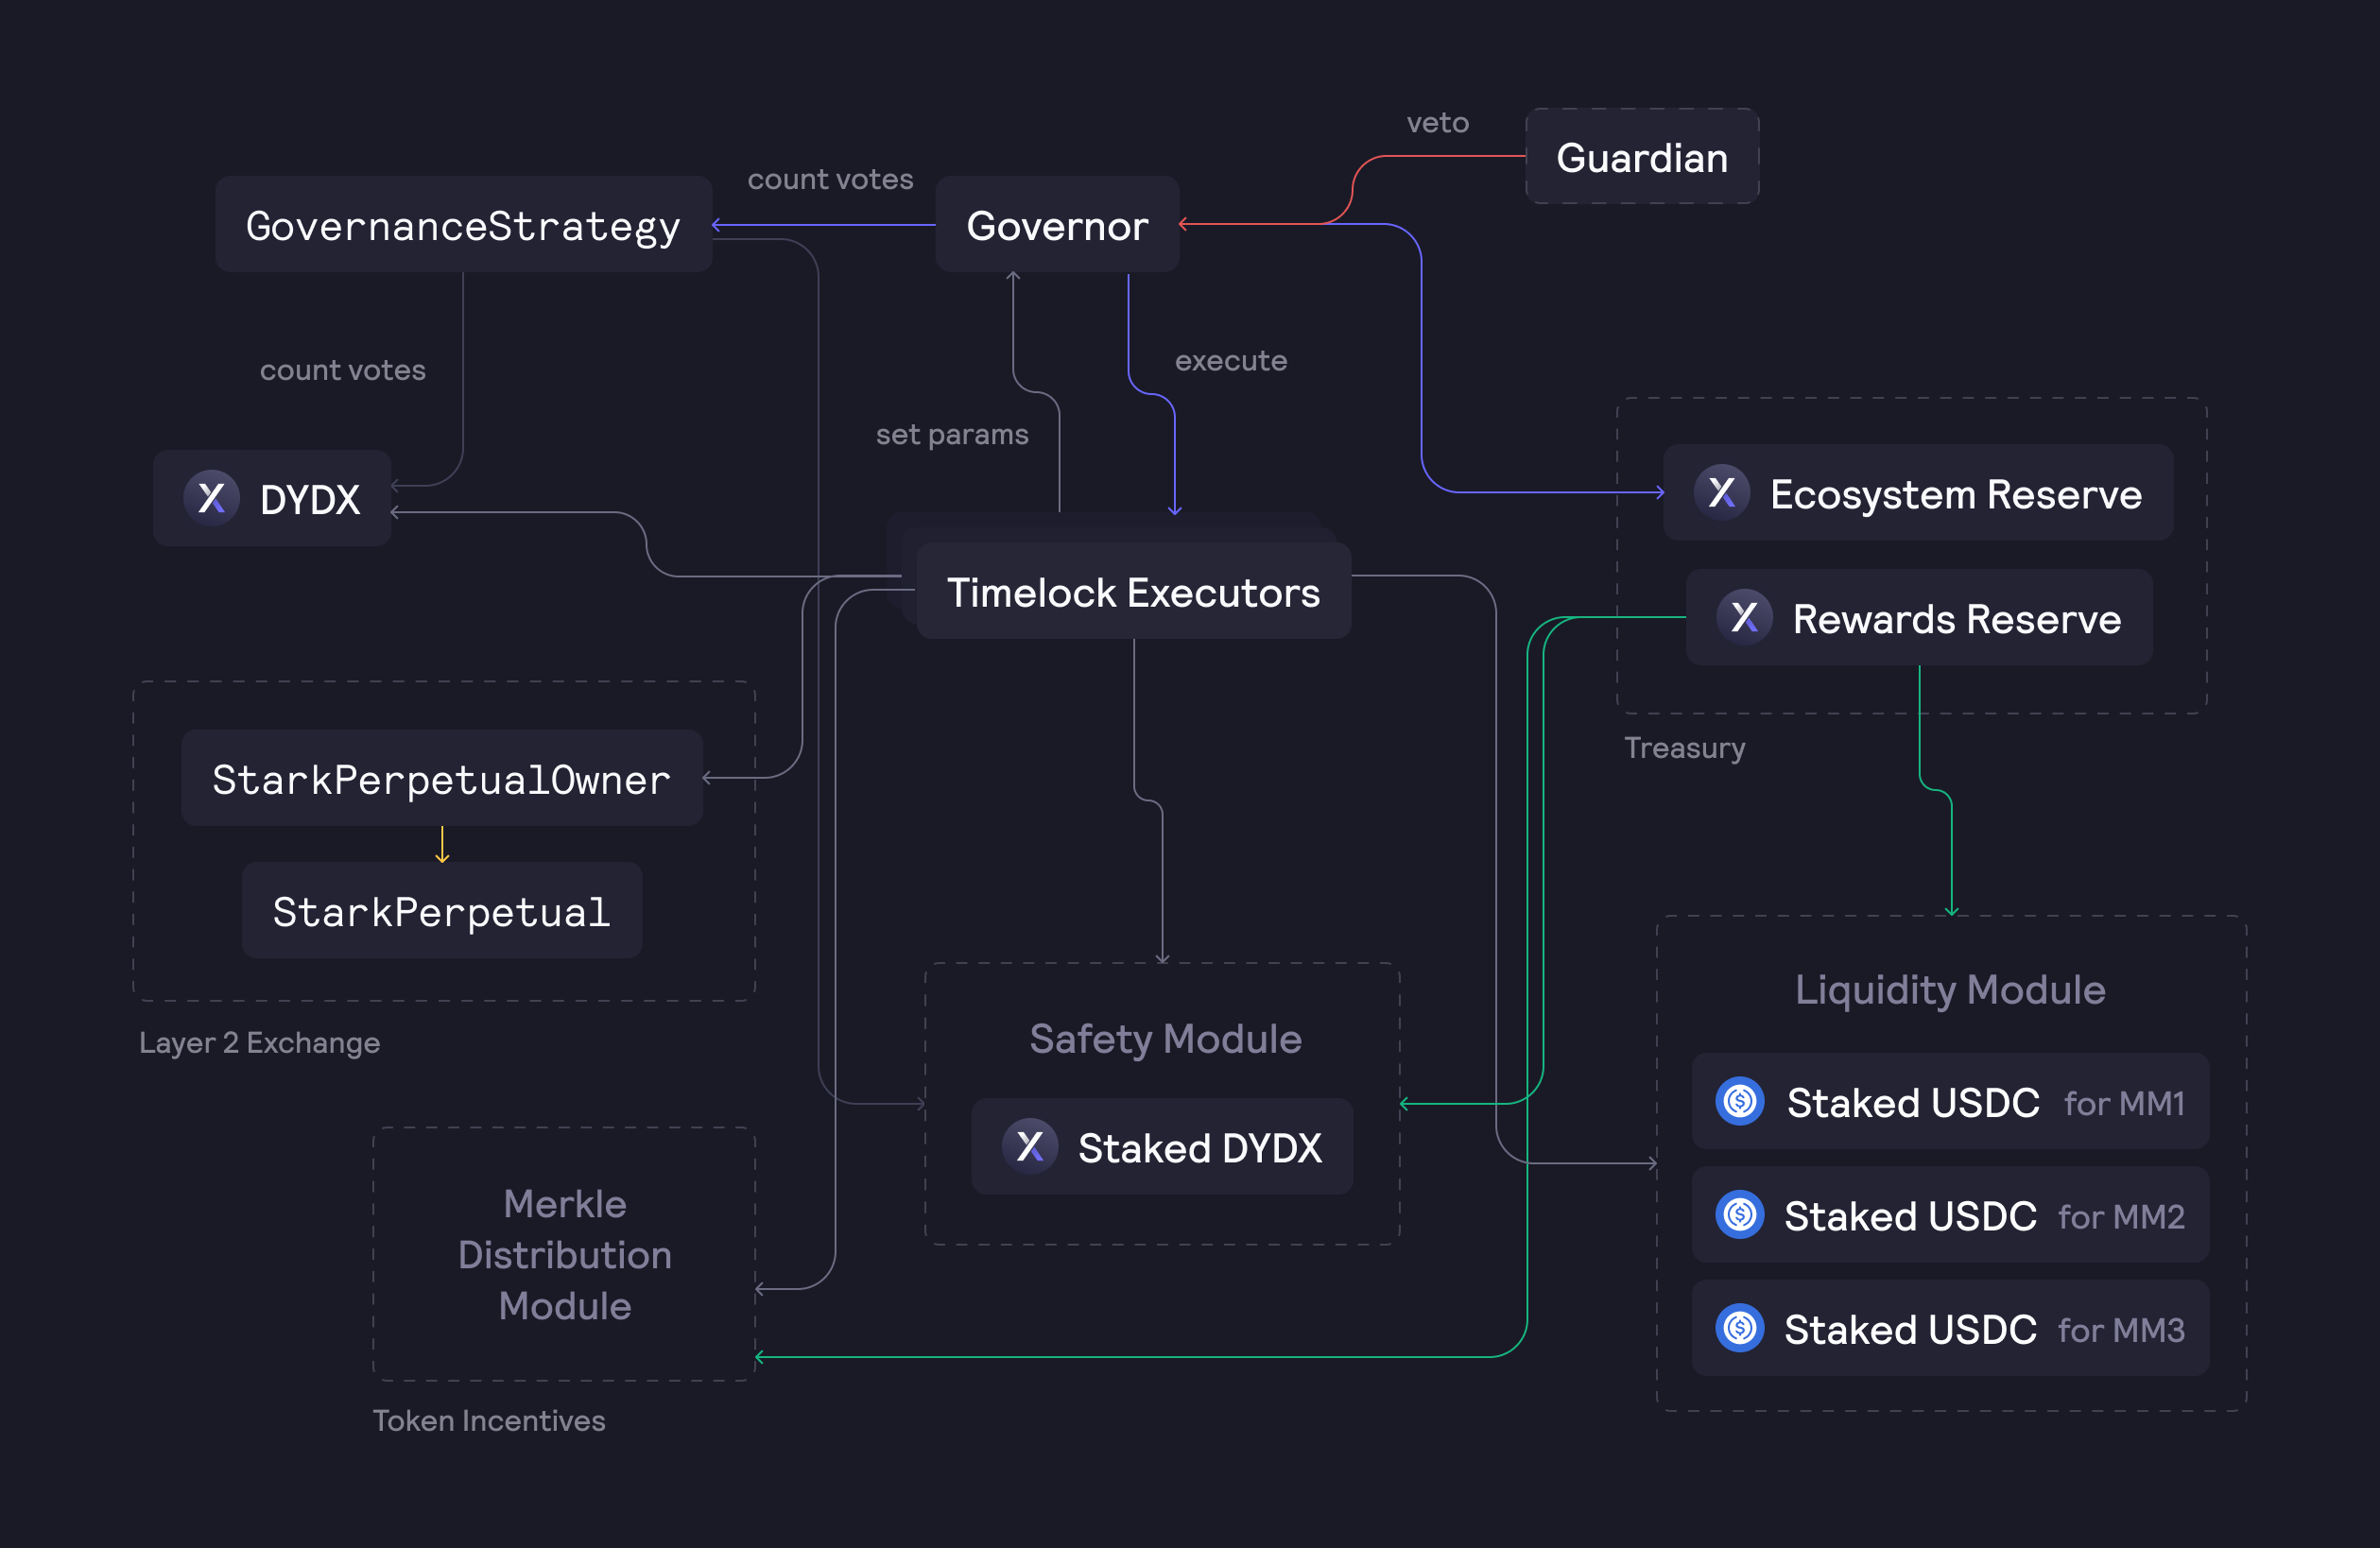 veto
Guardian
count votes
GovernanceStrategy
Governor
count votes
execute
set params
DYDX
Ecosystem Reserve
Timelock Executors
Rewards Reserve
Treasury
StarkPerpetualOwner
StarkPerpetual
Layer 2 Exchange
Liquidity Module
Safety Module
Staked USDC for MM1
Staked DYDX
Staked USDC for MM2
Merkle
Distribution
Module
Staked USDC for MM3
Token Incentives